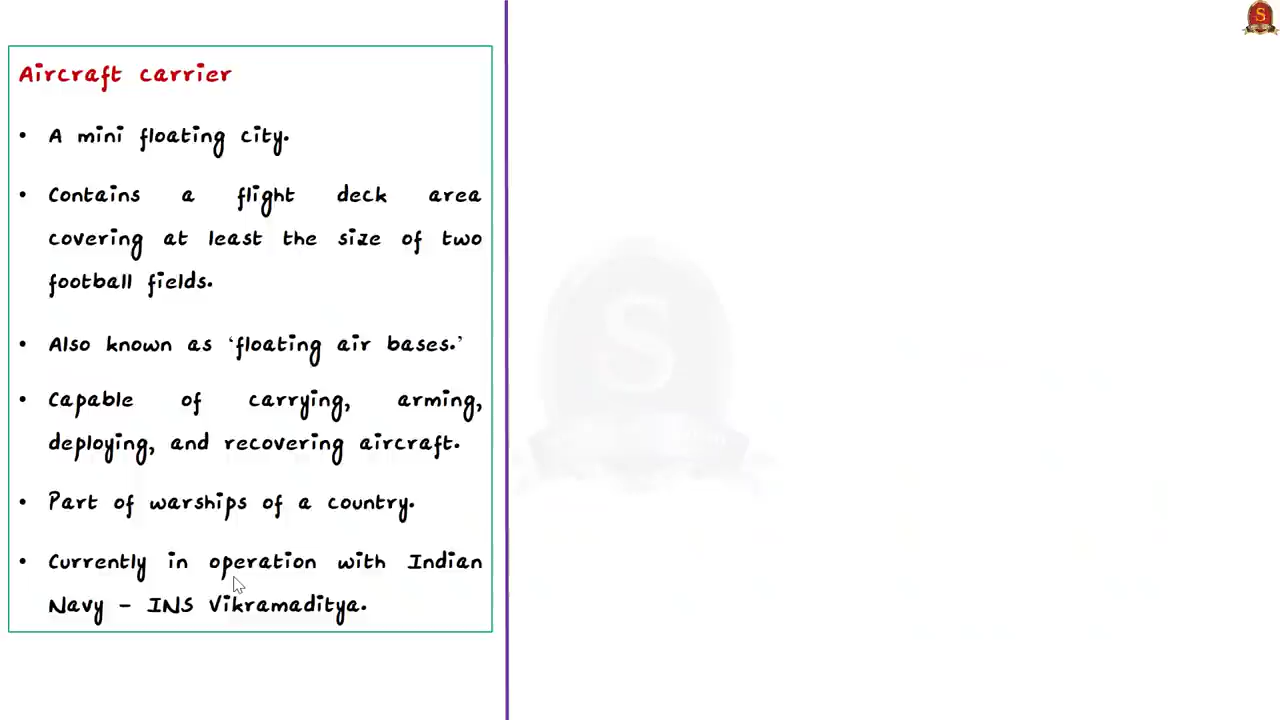 Aircraft carrier
• A mini floating city.
• Contains a flight deck area
covering at least the size of two
football fields.
• Also known as ‘floating air bases.’
• Capable of carrying, arming,
deploying, and recovering aircraft.
• Part of warships of a country.
• Currently in operation with Indian
Navy – INS Vikramaditya.
S
S